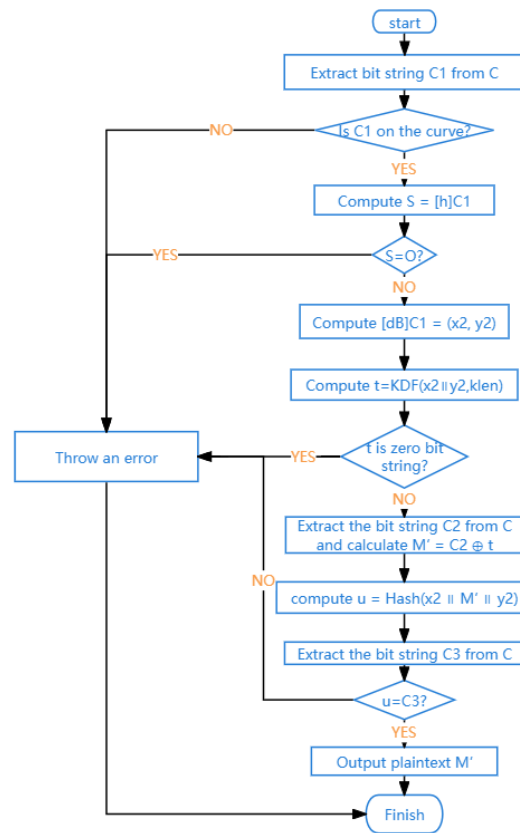 start
Extract bit string C1 from C
Is C1 on the curve?
NO
YES
Compute S = [h]C1
S=O?
YES
NO
Compute [dB]C1 = (x2, y2)
Compute t=KDF(x2॥y2,klen)
t is zero bit
string?
YES
Throw an error
NO
Extract the bit string C2 from C
and calculate M' = C2 ⊕ t
NO
compute u = Hash(x2 ॥ M' ॥ y2)
Extract the bit string C3 from C
u=C3?
YES
Output plaintext M'
Finish